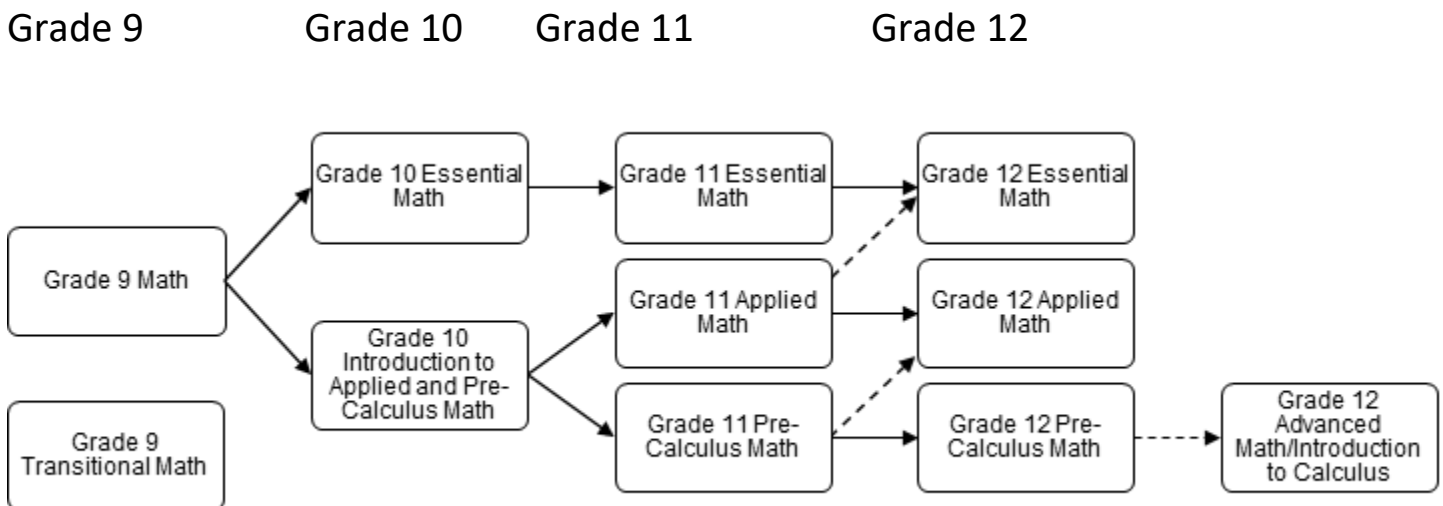 Grade 9 Grade 10 Grade 11 Grade 12
Grade 10 Essential
Math
Grade 11 Essential
Math
Grade 12 Essential
Math
Grade 9 Math
Grade 11 Applied
Math
Grade 12 Applied
Math
Grade 10
Introduction to
Applied and Pre-
Calculus Math
Grade 9
Transitional Math
Grade 11 Pre-
Calculus Math
Grade 12 Pre-
Calculus Math
Grade 12
Advanced
Math/Introduction
to Calculus